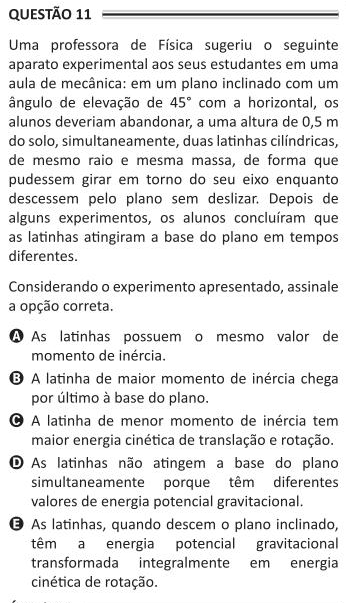 QUESTÃO 11
Uma professora de Física sugeriu o seguinte
aparato experimental aos seus estudantes em uma
aula de mecânica: em um plano inclinado com um
ângulo de elevação de 45° com a horizontal, os
alunos deveriam abandonar, a uma altura de 0,5 m
do solo, simultaneamente, duas latinhas cilíndricas,
de mesmo raio e mesma massa, de forma que
pudessem girar em torno do seu eixo enquanto
descessem pelo plano sem deslizar. Depois de
alguns experimentos, os alunos concluíram que
as latinhas atingiram a base do plano em tempos
diferentes.
Considerando o experimento apresentado, assinale
a opção correta.
A As latinhas possuem o mesmo valor de
momento de inércia.
B A latinha de maior momento de inércia chega
por último à base do plano.
C A latinha de menor momento de inércia tem
maior energia cinética de translação e rotação.
D As latinhas não atingem a base do plano
simultaneamente porque têm diferentes
valores de energia potencial gravitacional.
E As latinhas, quando descem o plano inclinado,
têm a energia potencial gravitacional
transformada integralmente em energia
cinética de rotação.